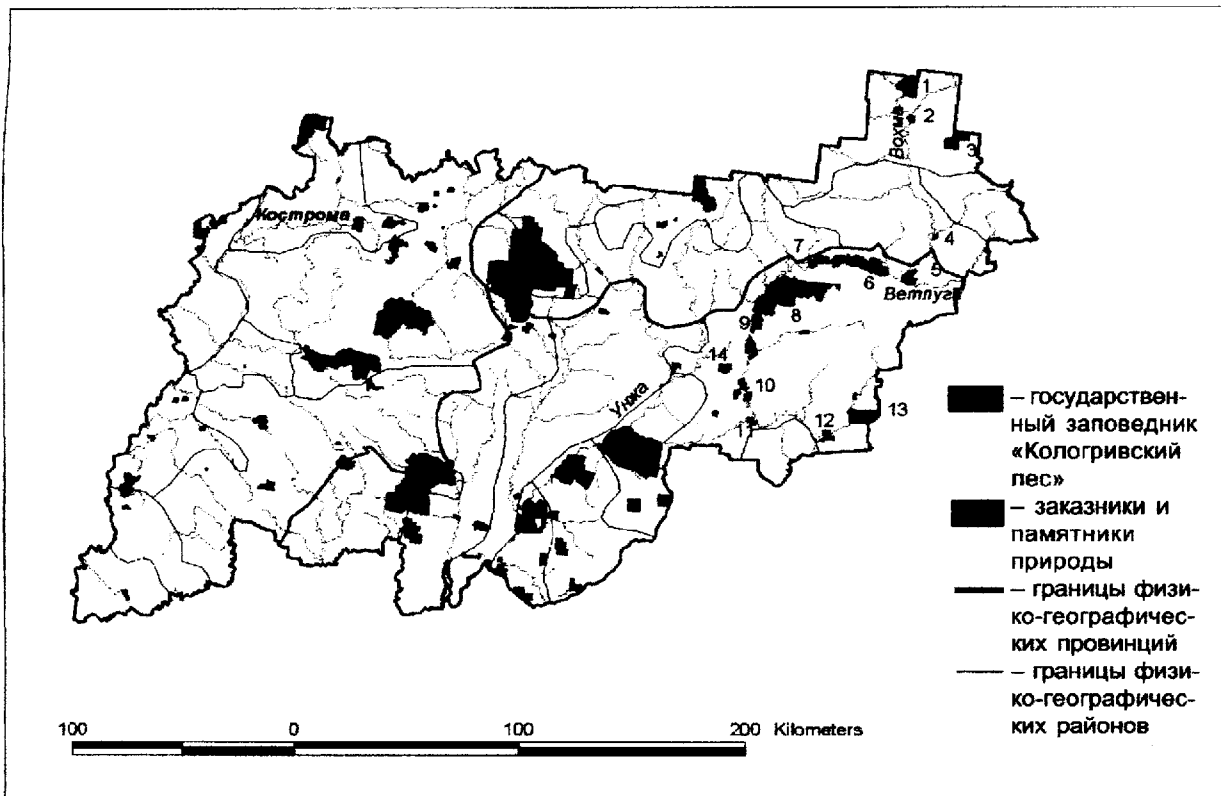 1
2
Вохма
3
Кострома
4
7
6
5
Ветлуга
8
9
14
10
Унжа
11
12
13
– государствен-
ный заповедник
«Кологривский
лес»
– заказники и
памятники
природы
– границы физи-
ко-географичес-
ких провинций
– границы физи-
ко-географичес-
ких районов
100 0 100 200 Kilometers